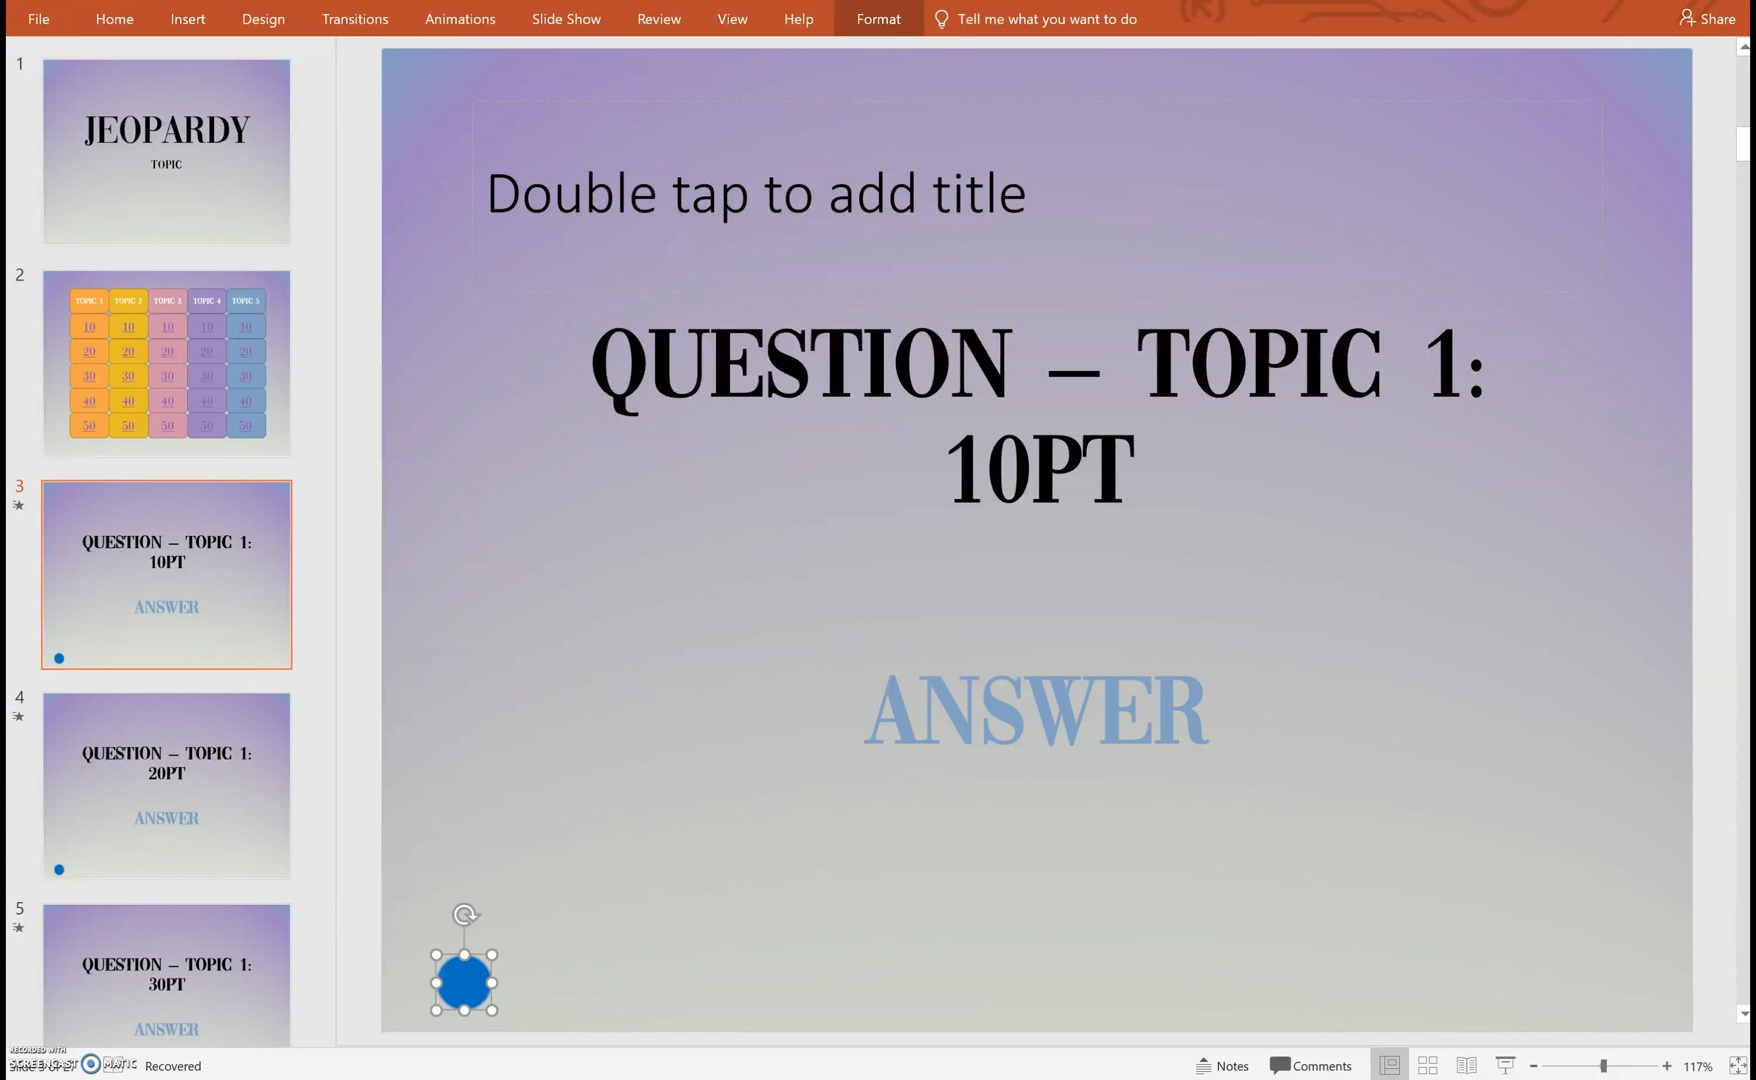 File Home Insert Design Transitions Animations Slide Show Review View Help Format Tell me what you want to do Share
1
JEOPARDY
TOPIC
2
TOPIC 1 TOPIC 2 TOPIC 3 TOPIC 4 TOPIC 5
10 10 10 10 10
20 20 20 20 20
30 30 30 30 30
40 40 40 40 40
50 50 50 50 50
3
QUESTION – TOPIC 1:
10PT
ANSWER
4
QUESTION – TOPIC 1:
20PT
ANSWER
5
QUESTION – TOPIC 1:
30PT
ANSWER
Double tap to add title
QUESTION – TOPIC 1:
10PT
ANSWER
RECORDED WITH
SCREENCAST MATIC
Recovered Notes Comments 117%